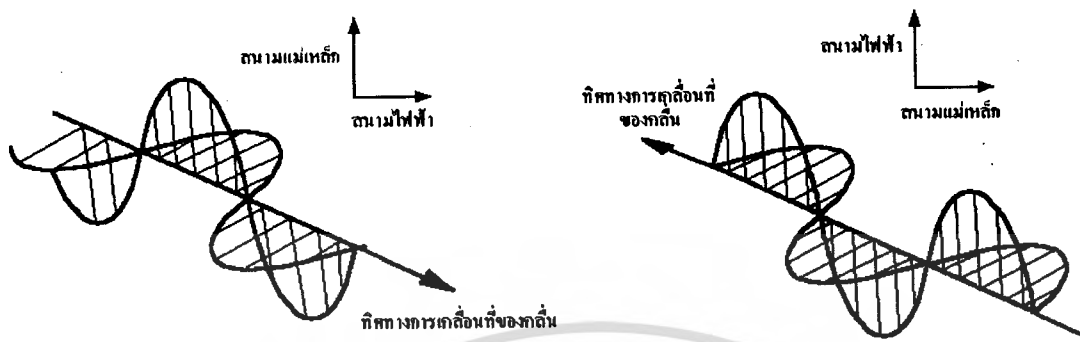 สนามแม่เหล็ก
สนามไฟฟ้า
ทิศทางการเคลื่อนที่ของคลื่น
สนามไฟฟ้า
สนามแม่เหล็ก
ทิศทางการเคลื่อนที่
ของคลื่น